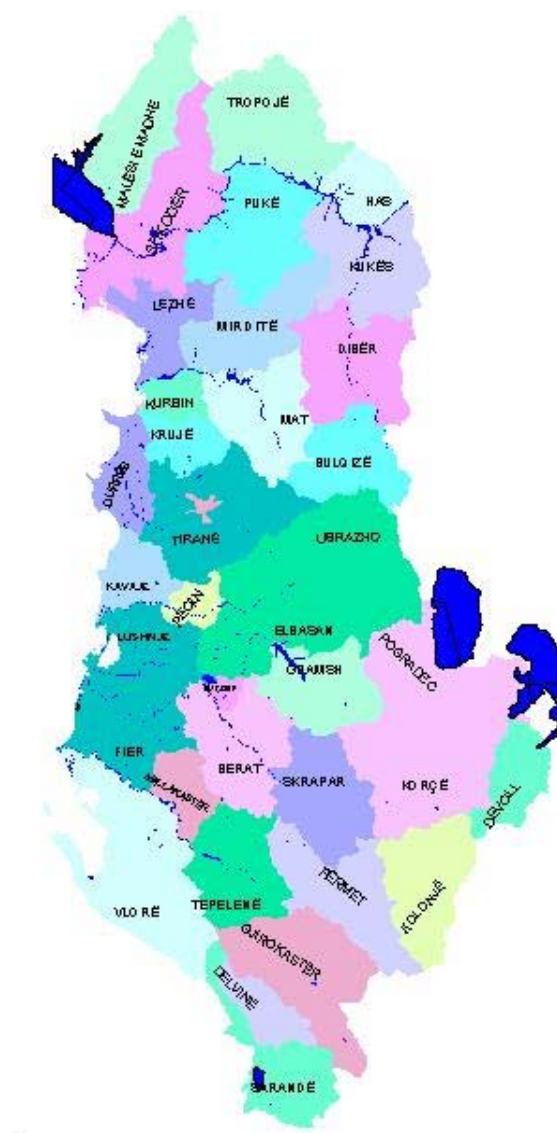 TROPOJË
MALËSI E MADHE
HAS
PUKË
SHKODËR
KUKËS
LEZHË
MIRDITË
DIBËR
KURBIN
MAT
KRUJË
BULQIZË
DURRËS
TIRANË
LIBRAZHD
KAVAJË
PEQIN
LUSHNJE
ELBASAN
POGRADEC
GRAMSH
FIER
BERAT
SKRAPAR
KORÇË
MALLAKASTËR
DEVOLL
PËRMET
KOLONJË
VLORË
TEPELENË
GJIROKASTËR
DELVINË
SARANDË